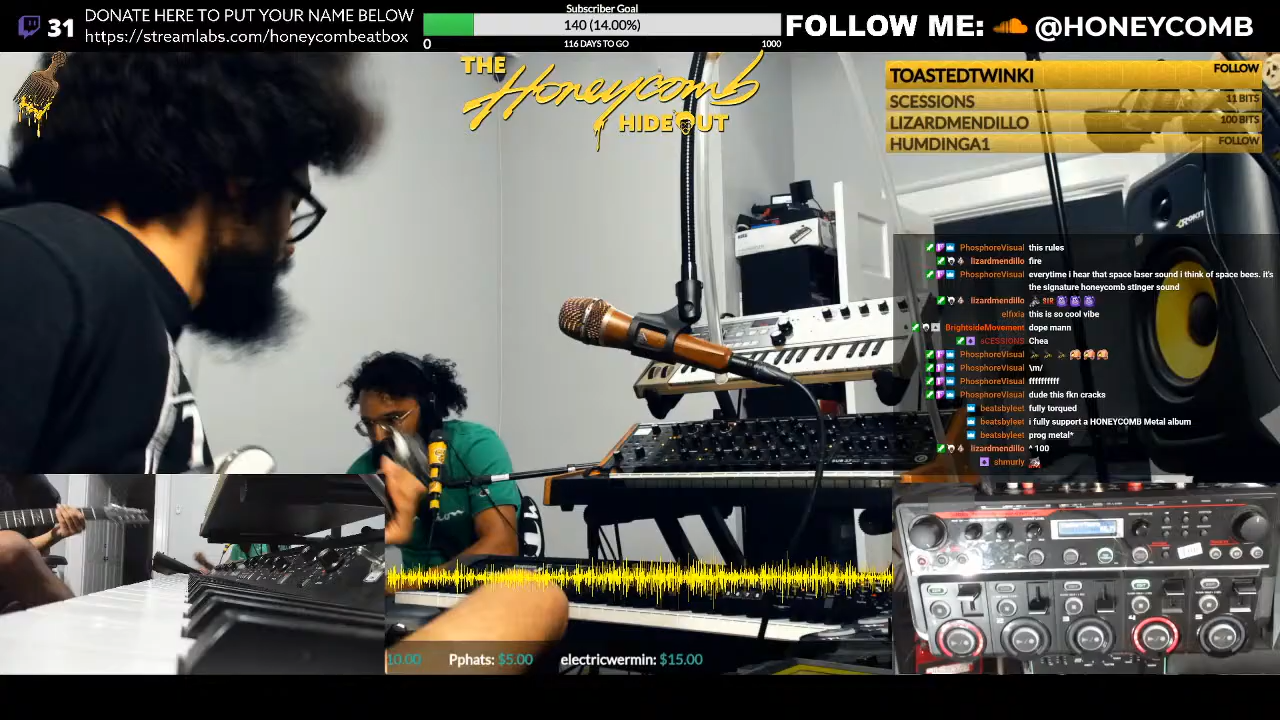 31
DONATE HERE TO PUT YOUR NAME BELOW
https://streamlabs.com/honeycombeatbox
Subscriber Goal
140 (14.00%)
0
116 DAYS TO GO
1000
FOLLOW ME:
@HONEYCOMB
THE
Honeycomb
HIDEOUT
TOASTEDTWINKI FOLLOW
SCESSIONS 11 BITS
LIZARDMENDILLO 100 BITS
HUMDINGA1 FOLLOW
PhosphoreVisual this rules
lizardmendillo fire
PhosphoreVisual everytime i hear that space laser sound i think of space bees. it's
the signature honeycomb stinger sound
lizardmendillo SIR
elfixia this is so cool vibe
BrightsideMovement dope mann
sCESSIONS Chea
PhosphoreVisual
PhosphoreVisual \m/
PhosphoreVisual ffffffffff
PhosphoreVisual dude this fkn cracks
beatsbyleet fully torqued
beatsbyleet i fully support a HONEYCOMB Metal album
beatsbyleet prog metal*
lizardmendillo ^ 100
shmurly
10.00 Pphats: $5.00 electricwermin: $15.00